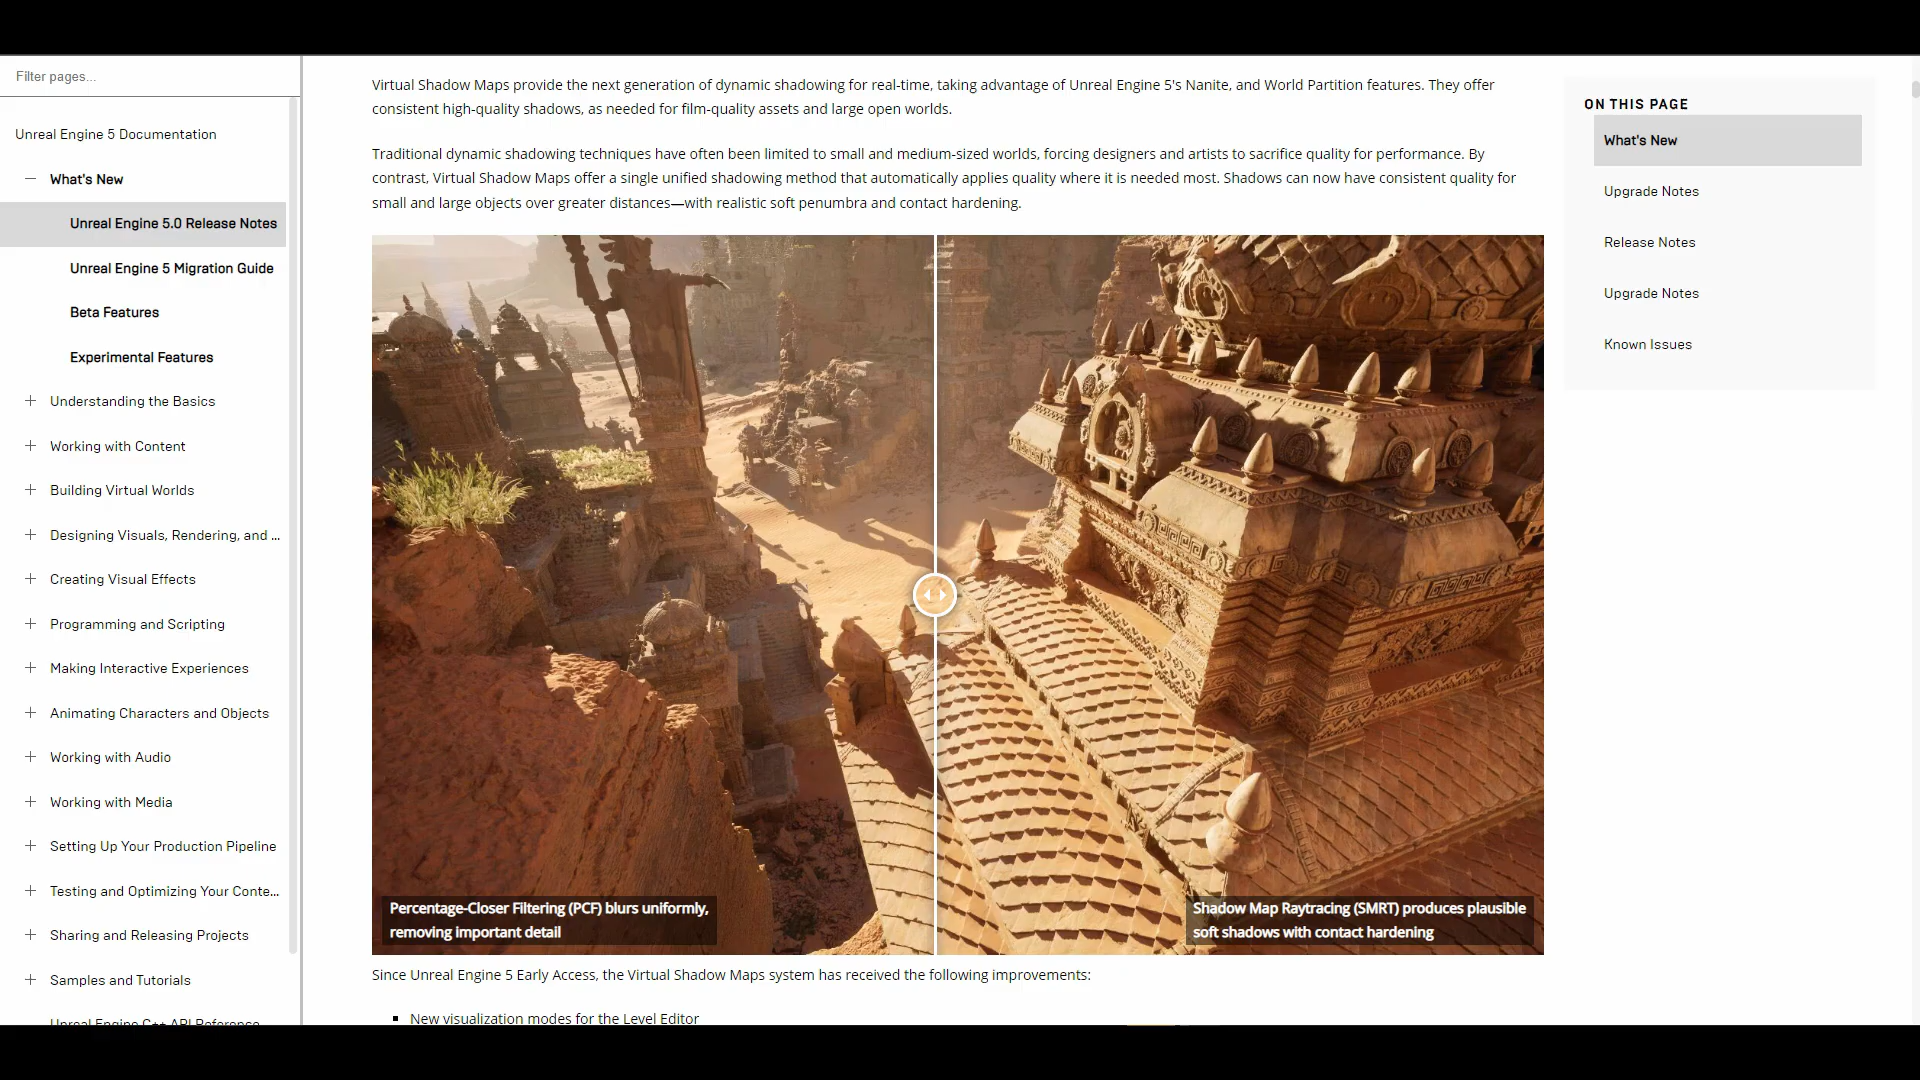 Filter pages...
Unreal Engine 5 Documentation
What's New
Unreal Engine 5.0 Release Notes
Unreal Engine 5 Migration Guide
Beta Features
Experimental Features
Understanding the Basics
Working with Content
Building Virtual Worlds
Designing Visuals, Rendering, and ...
Creating Visual Effects
Programming and Scripting
Making Interactive Experiences
Animating Characters and Objects
Working with Audio
Working with Media
Setting Up Your Production Pipeline
Testing and Optimizing Your Conte...
Sharing and Releasing Projects
Samples and Tutorials
Unreal Engine C++ API Reference
Virtual Shadow Maps provide the next generation of dynamic shadowing for real-time, taking advantage of Unreal Engine 5's Nanite, and World Partition features. They offer
consistent high-quality shadows, as needed for film-quality assets and large open worlds.
Traditional dynamic shadowing techniques have often been limited to small and medium-sized worlds, forcing designers and artists to sacrifice quality for performance. By
contrast, Virtual Shadow Maps offer a single unified shadowing method that automatically applies quality where it is needed most. Shadows can now have consistent quality for
small and large objects over greater distances—with realistic soft penumbra and contact hardening.
Percentage-Closer Filtering (PCF) blurs uniformly,
removing important detail
Shadow Map Raytracing (SMRT) produces plausible
soft shadows with contact hardening
Since Unreal Engine 5 Early Access, the Virtual Shadow Maps system has received the following improvements:
New visualization modes for the Level Editor
ON THIS PAGE
What's New
Upgrade Notes
Release Notes
Upgrade Notes
Known Issues